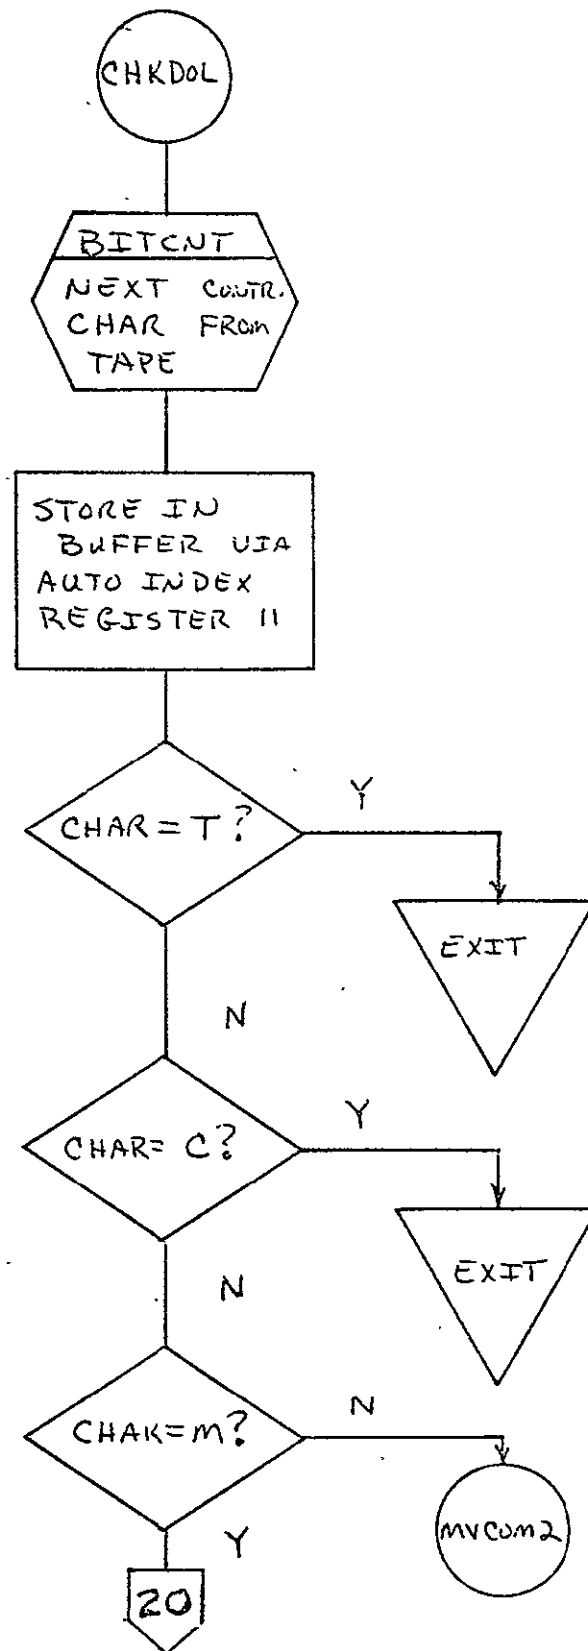 CHKDOL
BITCNT
NEXT CONTR.
CHAR FROM
TAPE
STORE IN
BUFFER VIA
AUTO INDEX
REGISTER 11
CHAR = T?
Y
EXIT
N
CHAR = C?
Y
EXIT
N
CHAR = M?
N
MVCOM2
Y
20